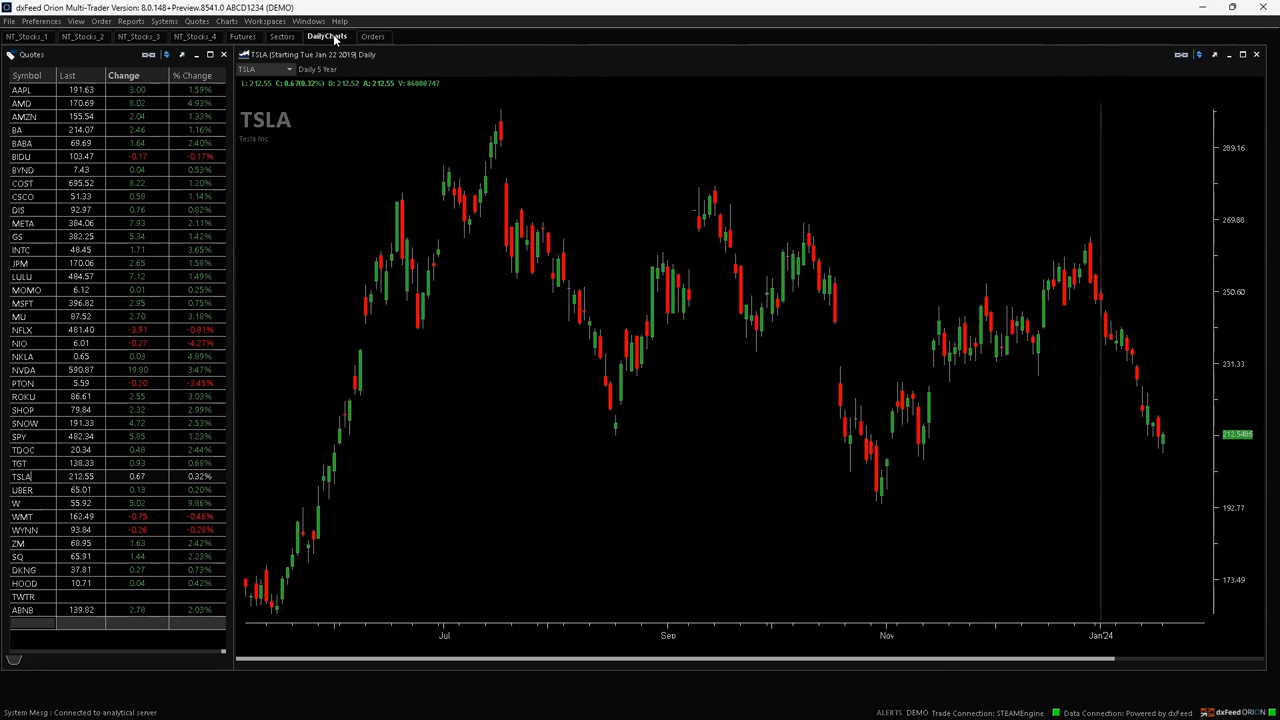 dxFeed Orion Multi-Trader Version: 8.0.148+Preview.8541.0 ABCD1234 (DEMO)
File Preferences View Order Reports Systems Quotes Charts Workspaces Windows Help
NT_Stocks_1 NT_Stocks_2 NT_Stocks_3 NT_Stocks_4 Futures Sectors DailyCharts Orders
Quotes
Symbol Last Change % Change
AAPL 191.63 3.00 1.59%
AMD 170.69 8.02 4.93%
AMZN 155.54 2.04 1.33%
BA 214.07 2.46 1.16%
BABA 69.69 1.64 2.40%
BIDU 103.47 -0.17 -0.17%
BYND 7.43 0.04 0.53%
COST 695.52 8.22 1.20%
CSCO 51.33 0.58 1.14%
DIS 92.97 0.76 0.82%
META 384.06 7.93 2.11%
GS 382.25 5.34 1.42%
INTC 48.45 1.71 3.65%
JPM 170.06 2.65 1.58%
LULU 484.57 7.12 1.49%
MOMO 6.12 0.01 0.25%
MSFT 396.82 2.95 0.75%
MU 87.52 2.70 3.18%
NFLX 481.40 -3.91 -0.81%
NIO 6.01 -0.27 -4.27%
NKLA 0.65 0.03 4.89%
NVDA 590.87 19.80 3.47%
PTON 5.59 -0.20 -3.45%
ROKU 86.61 2.55 3.03%
SHOP 79.84 2.32 2.99%
SNOW 191.33 4.72 2.53%
SPY 482.34 5.85 1.23%
TDOC 20.34 0.48 2.44%
TGT 138.33 0.93 0.68%
TSLA 212.55 0.67 0.32%
UBER 65.01 0.13 0.20%
W 55.92 5.02 9.86%
WMT 162.49 -0.75 -0.46%
WYNN 93.84 -0.26 -0.28%
ZM 68.95 1.63 2.42%
SQ 65.91 1.44 2.23%
DKNG 37.81 0.27 0.73%
HOOD 10.71 0.04 0.42%
TWTR
ABNB 139.82 2.78 2.03%
TSLA (Starting Tue Jan 22 2019) Daily
TSLA Daily 5 Year
L: 212.55 C: 0.67(0.32%) B: 212.52 A: 212.55 V: 86000747
TSLA
Tesla Inc
289.16
269.88
250.60
231.33
212.5486
192.77
173.49
Jul Sep Nov Jan'24
System Mesg : Connected to analytical server
ALERTS DEMO Trade Connection: STEAMEngine Data Connection: Powered by dxFeed dxFeed ORION